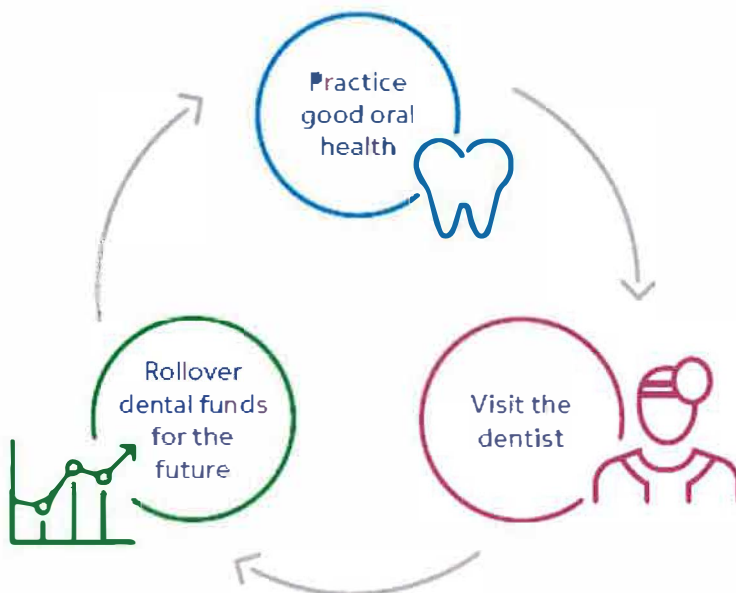 Practice
good oral
health
Visit the
dentist
Rollover
dental funds
for the
future